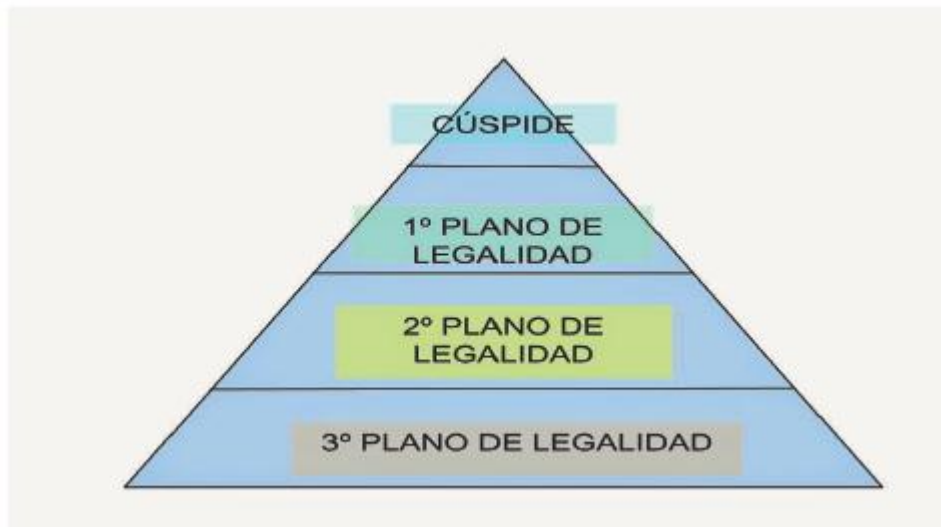 CÚSPIDE
1º PLANO DE
LEGALIDAD
2º PLANO DE
LEGALIDAD
3º PLANO DE LEGALIDAD